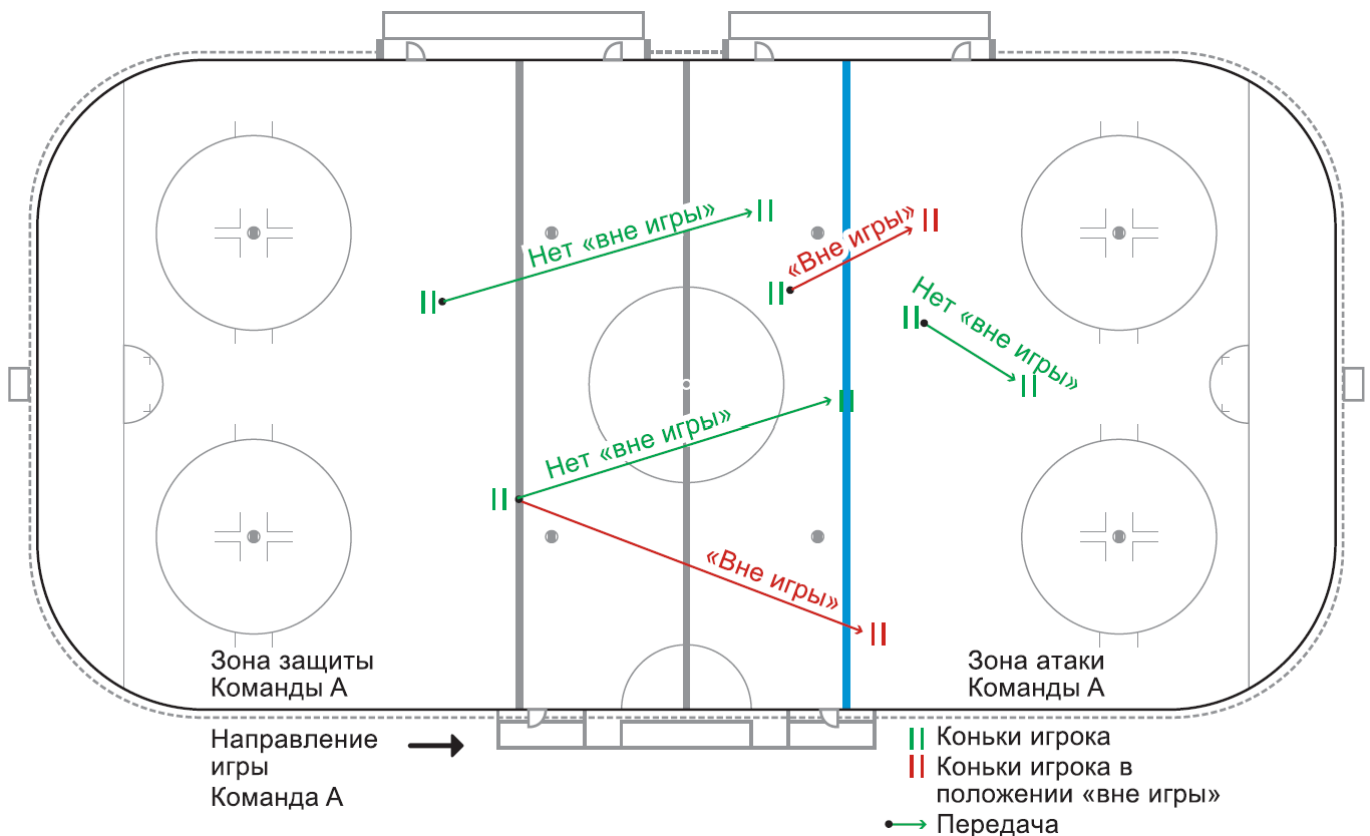 Нет «вне игры»
«Вне игры»
Нет «вне игры»
Нет «вне игры»
«Вне игры»
Зона защиты
Команды А
Зона атаки
Команды А
Направление
игры
Команда А
Коньки игрока
Коньки игрока в
положении «вне игры»
Передача